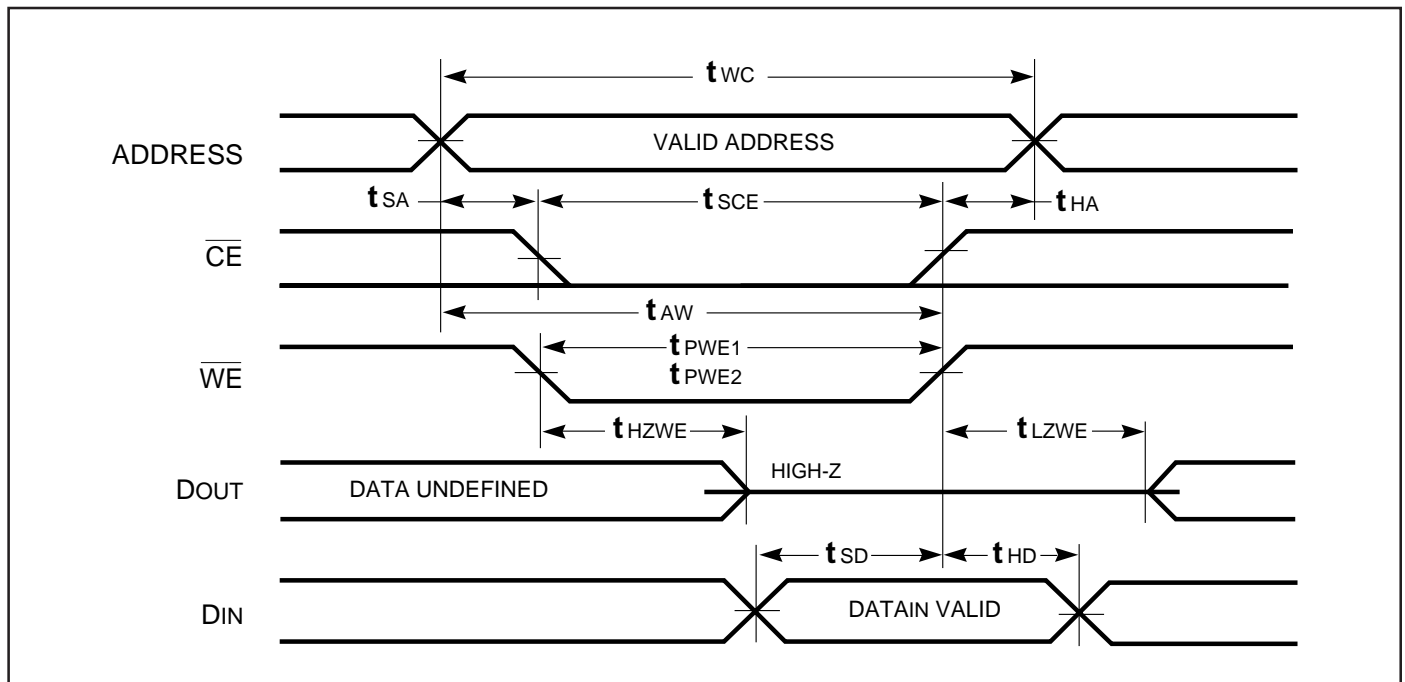 tWC
ADDRESS
VALID ADDRESS
tSA
tSCE
tHA
CE
tAW
tPWE1
WE
tPWE2
tHZWE
tLZWE
HIGH-Z
DOUT
DATA UNDEFINED
tSD
tHD
DIN
DATAIN VALID